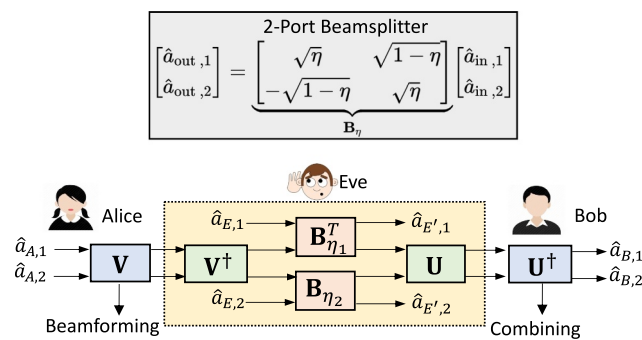 2-Port Beamsplitter
[â_out ,1; â_out ,2] = [√η √(1 − η); −√(1 − η) √η] [â_in ,1; â_in ,2]
B_η
Eve
Alice
Bob
â_E,1
B^T_η₁
â_E′,1
â_A,1
â_A,2
V
V†
U
U†
â_B,1
â_B,2
â_E,2
B_η₂
â_E′,2
Beamforming
Combining